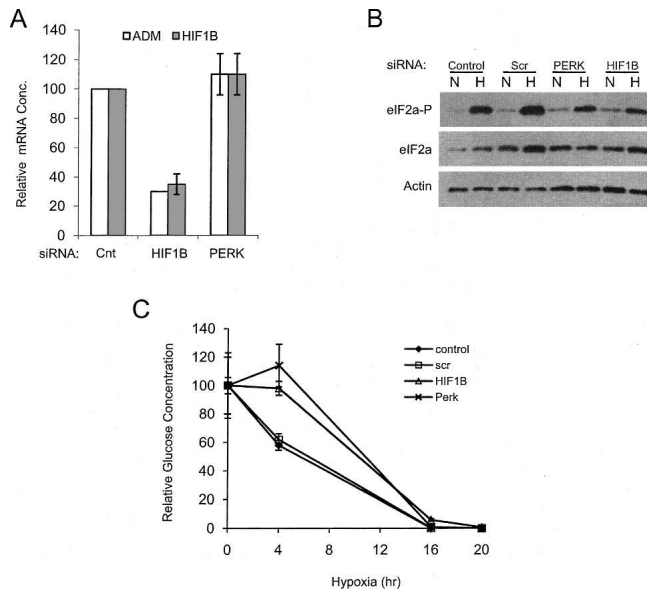 A
ADM HIF1B
Relative mRNA Conc.
140
120
100
80
60
40
20
0
siRNA: Cnt HIF1B PERK
B
siRNA: Control Scr PERK HIF1B
N H N H N H N H
eIF2a-P
eIF2a
Actin
C
Relative Glucose Concentration
140
120
100
80
60
40
20
0
control
scr
HIF1B
Perk
0 4 8 12 16 20
Hypoxia (hr)